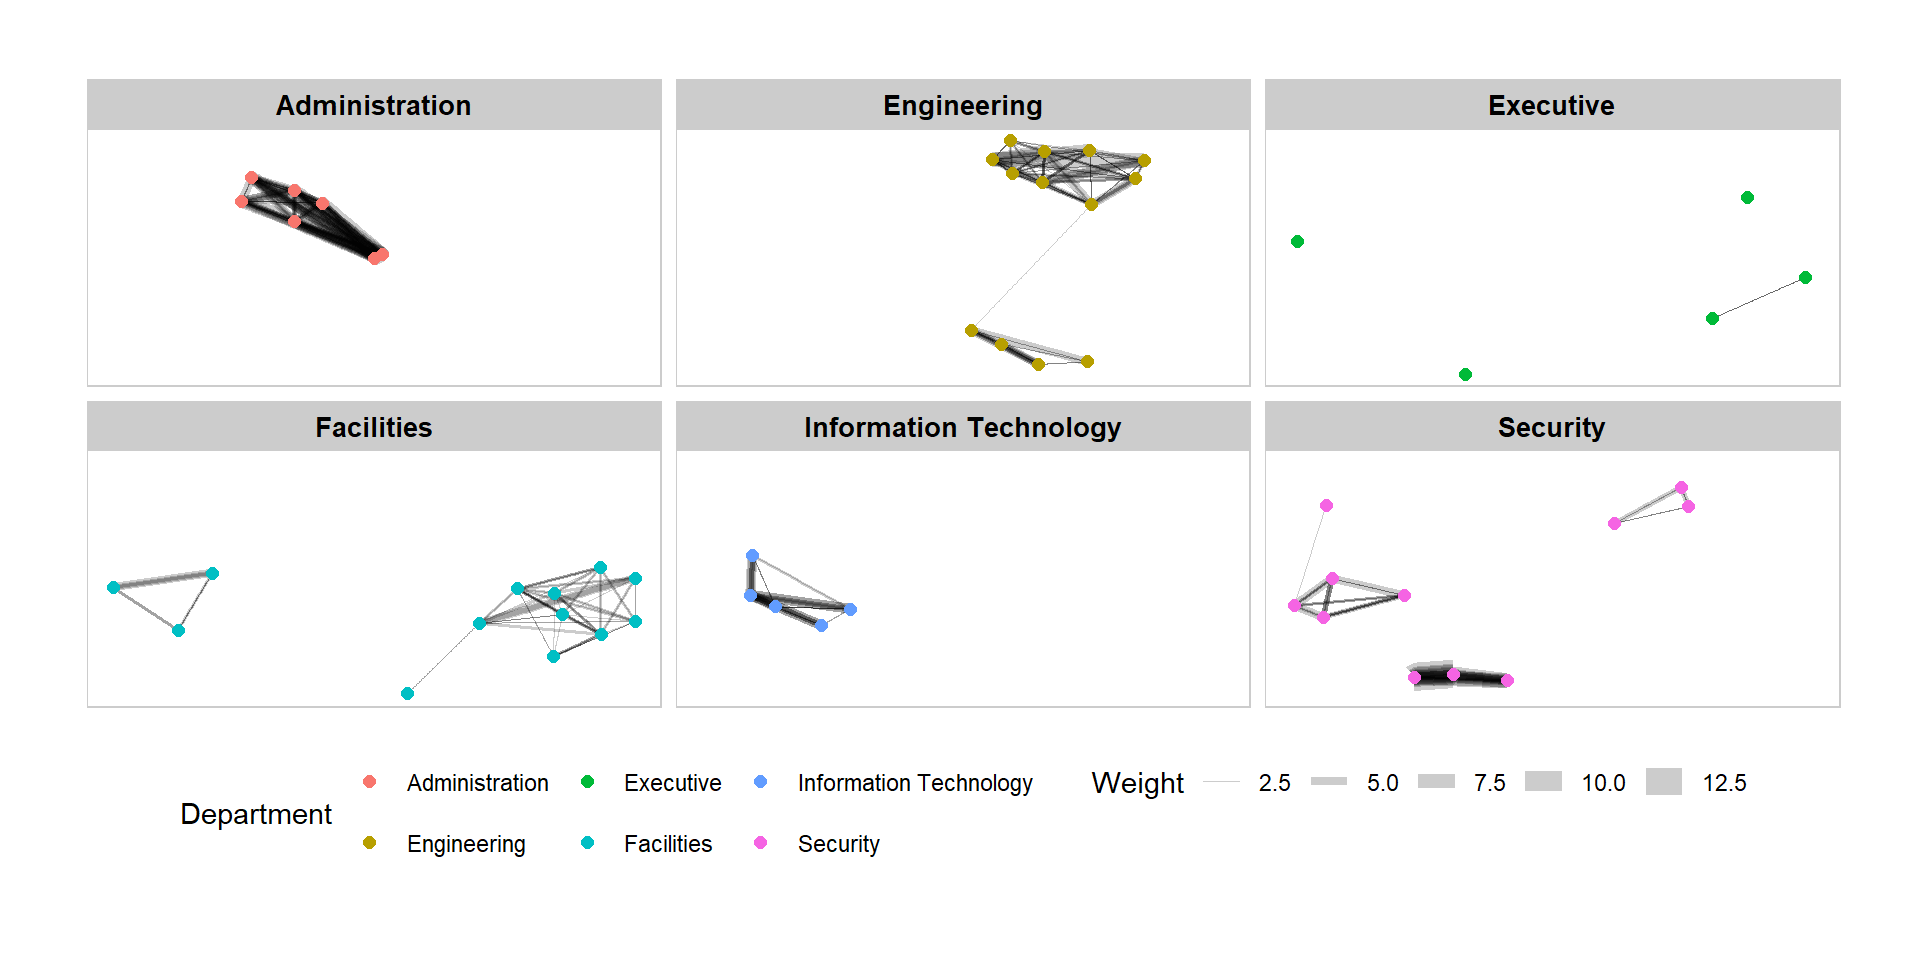 Administration
Engineering
Executive
Facilities
Information Technology
Security
Department
Administration
Executive
Information Technology
Engineering
Facilities
Security
Weight
2.5
5.0
7.5
10.0
12.5